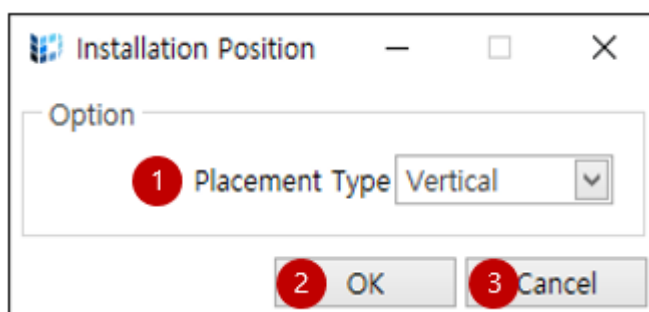 Installation Position
Option
1 Placement Type Vertical
2 OK 3 Cancel